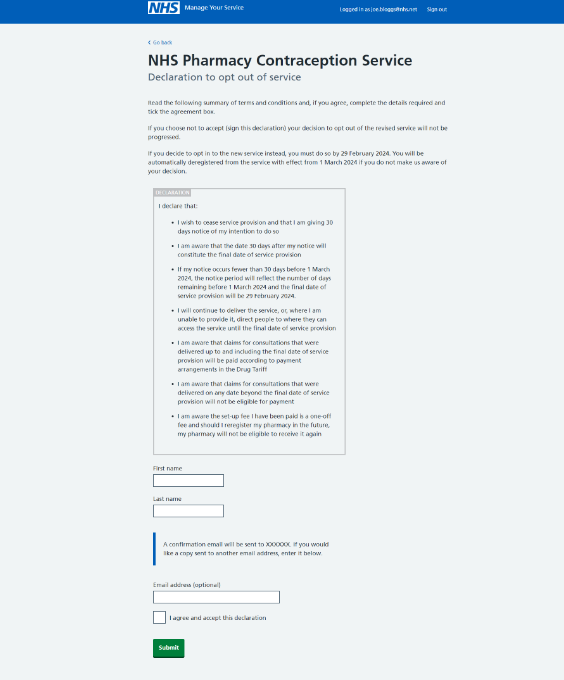 NHS Manage Your Service
Logged in as joe.bloggs@nhs.net Sign out
Go back
NHS Pharmacy Contraception Service
Declaration to opt out of service
Read the following summary of terms and conditions and, if you agree, complete the details required and
tick the agreement box.
If you choose not to accept (sign this declaration) your decision to opt out of the revised service will not be
progressed.
If you decide to opt in to the new service instead, you must do so by 29 February 2024. You will be
automatically deregistered from the service with effect from 1 March 2024 if you do not make us aware of
your decision.
DECLARATION
I declare that:
• I wish to cease service provision and that I am giving 30
days notice of my intention to do so
• I am aware that the date 30 days after my notice will
constitute the final date of service provision
• If my notice occurs fewer than 30 days before 1 March
2024, the notice period will reflect the number of days
remaining before 1 March 2024 and the final date of
service provision will be 29 February 2024.
• I will continue to deliver the service, or, where I am
unable to provide it, direct people to where they can
access the service until the final date of service provision
• I am aware that claims for consultations that were
delivered up to and including the final date of service
provision will be paid according to payment
arrangements in the Drug Tariff
• I am aware that claims for consultations that were
delivered on any date beyond the final date of service
provision will not be eligible for payment
• I am aware the set-up fee I have been paid is a one-off
fee and should I reregister my pharmacy in the future,
my pharmacy will not be eligible to receive it again
First name
Last name
A confirmation email will be sent to XXXXXX. If you would
like a copy sent to another email address, enter it below.
Email address (optional)
I agree and accept this declaration
Submit